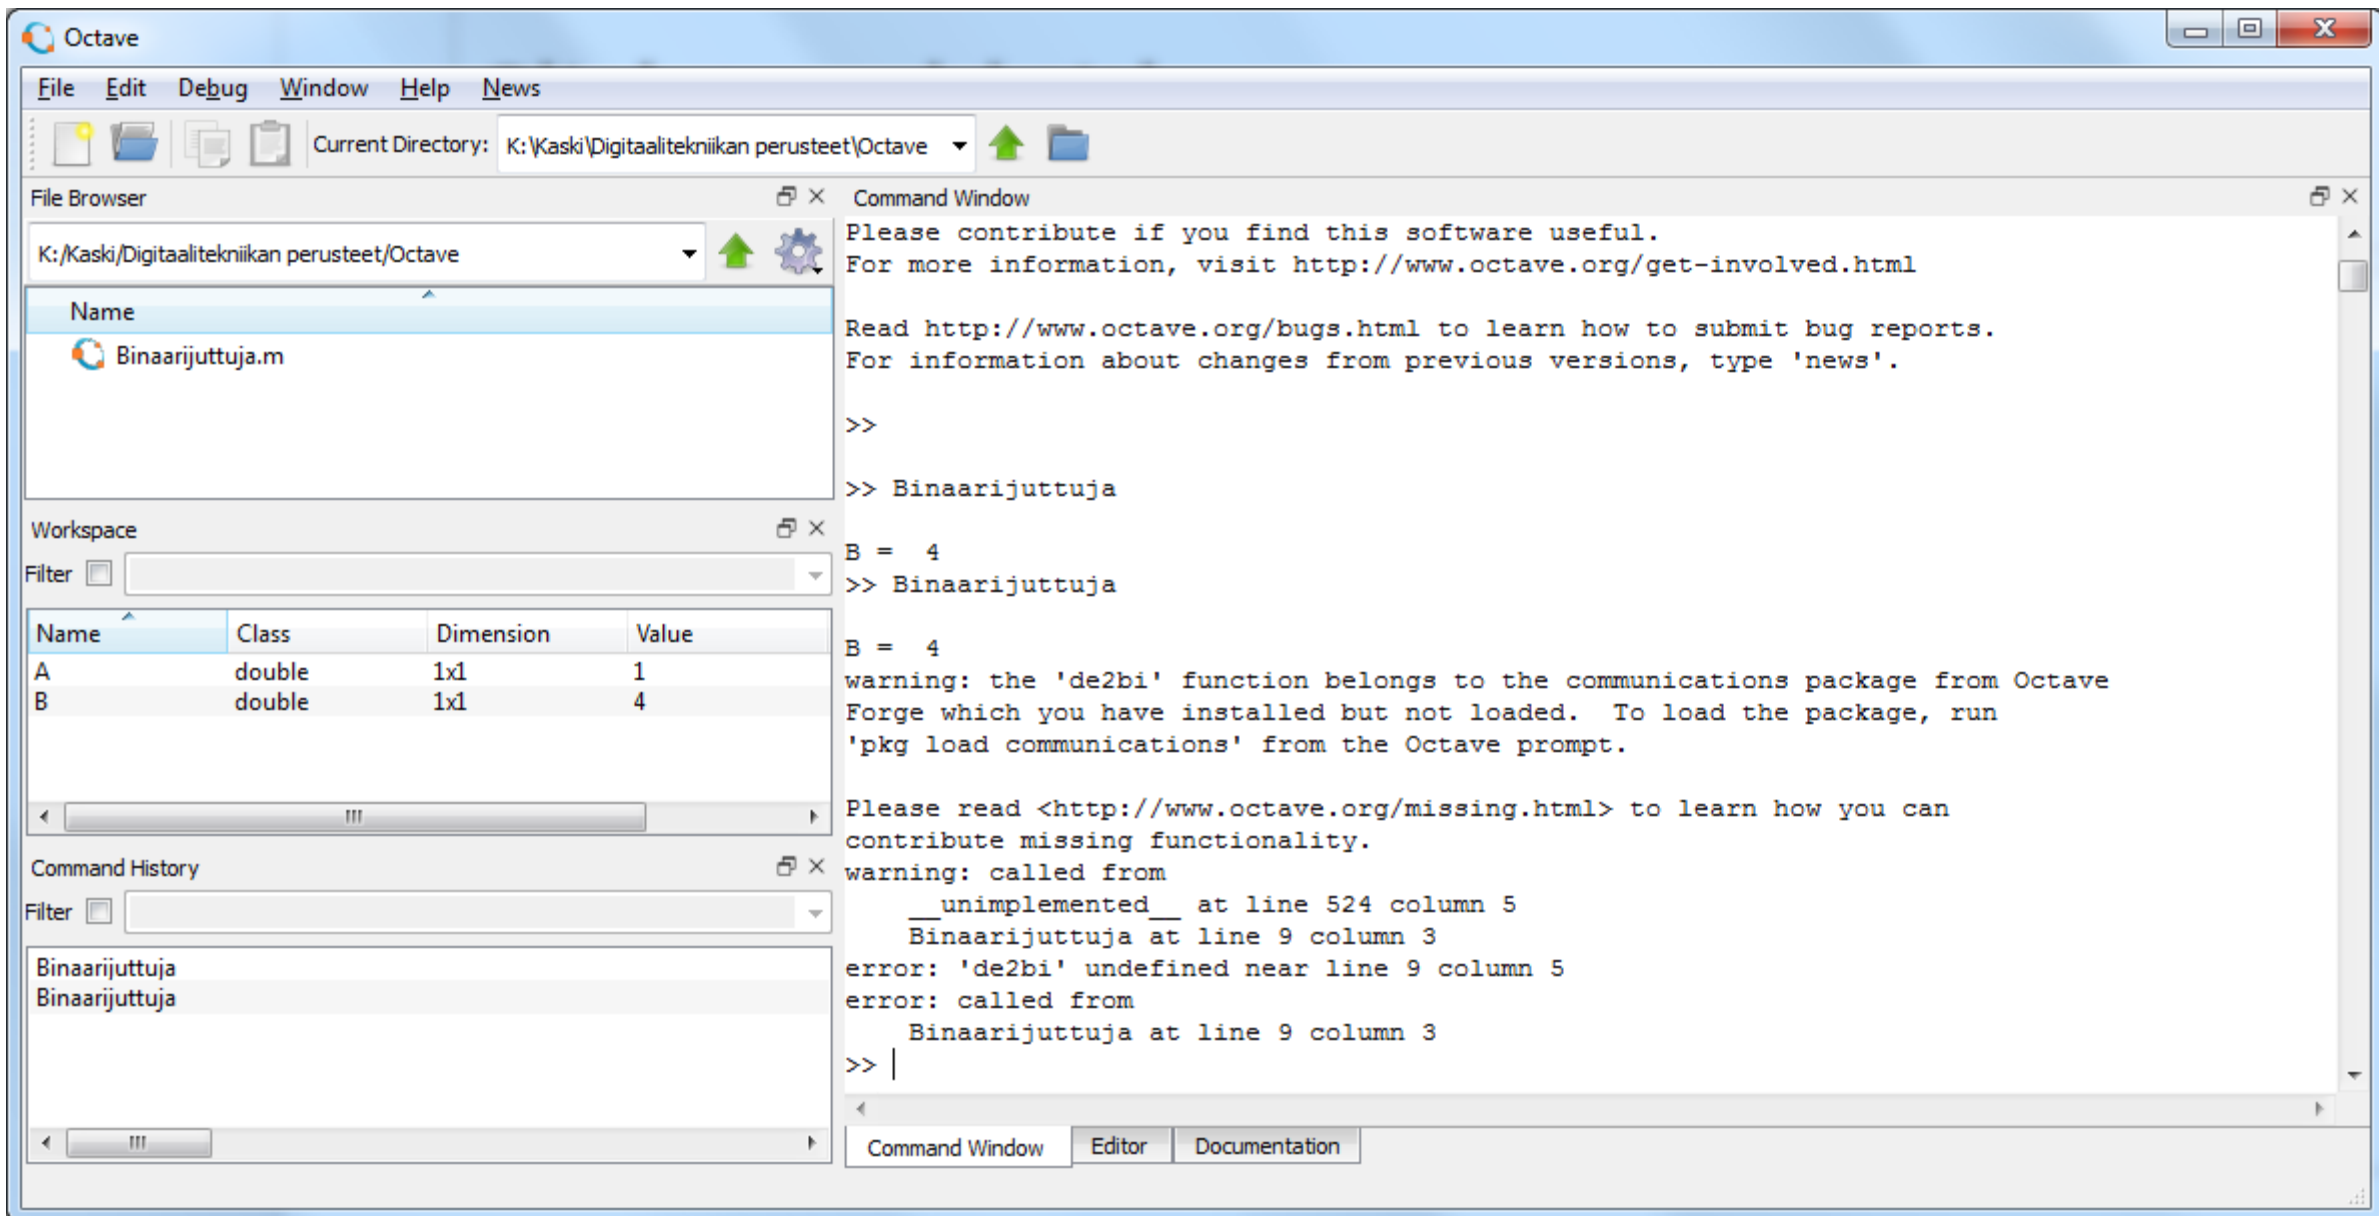 Octave
File Edit Debug Window Help News
Current Directory: K:\Kaski\Digitaalitekniikan perusteet\Octave
File Browser
K:/Kaski/Digitaalitekniikan perusteet/Octave
Name
Binaarijuttuja.m
Workspace
Filter
Name Class Dimension Value
A double 1x1 1
B double 1x1 4
Command History
Filter
Binaarijuttuja
Binaarijuttuja
Command Window
Please contribute if you find this software useful.
For more information, visit http://www.octave.org/get-involved.html
Read http://www.octave.org/bugs.html to learn how to submit bug reports.
For information about changes from previous versions, type 'news'.
>>
>> Binaarijuttuja
B =  4
>> Binaarijuttuja
B =  4
warning: the 'de2bi' function belongs to the communications package from Octave
Forge which you have installed but not loaded.  To load the package, run
'pkg load communications' from the Octave prompt.
Please read <http://www.octave.org/missing.html> to learn how you can
contribute missing functionality.
warning: called from
    __unimplemented__ at line 524 column 5
    Binaarijuttuja at line 9 column 3
error: 'de2bi' undefined near line 9 column 5
error: called from
    Binaarijuttuja at line 9 column 3
>>
Command Window Editor Documentation